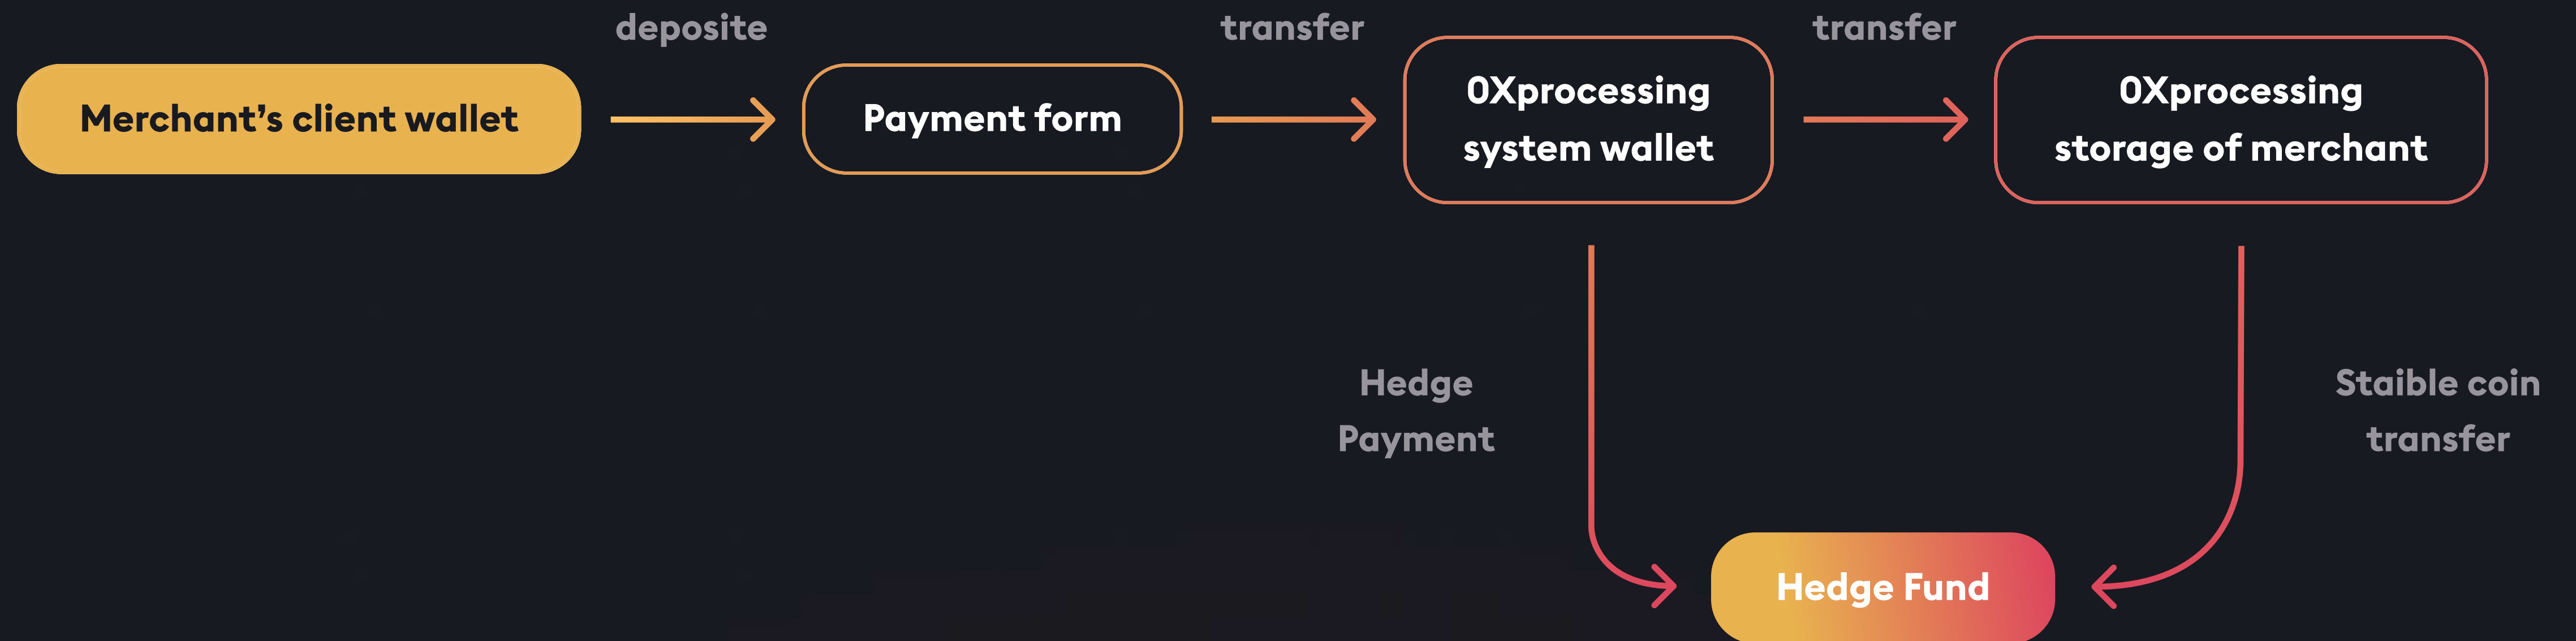 deposite
transfer
transfer
Merchant’s client wallet
Payment form
0Xprocessing
system wallet
0Xprocessing
storage of merchant
Hedge
Payment
Staible coin
transfer
Hedge Fund